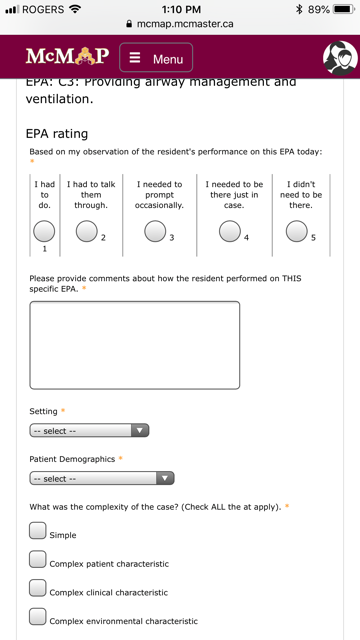 ROGERS 1:10 PM 89%
mcmap.mcmaster.ca
McMAP Menu
EPA: C3: Providing airway management and
ventilation.
EPA rating
Based on my observation of the resident's performance on this EPA today:
*
I had to do. I had to talk them through. I needed to prompt occasionally. I needed to be there just in case. I didn't need to be there.
1 2 3 4 5
Please provide comments about how the resident performed on THIS
specific EPA. *
Setting *
-- select --
Patient Demographics *
-- select --
What was the complexity of the case? (Check ALL the at apply). *
Simple
Complex patient characteristic
Complex clinical characteristic
Complex environmental characteristic